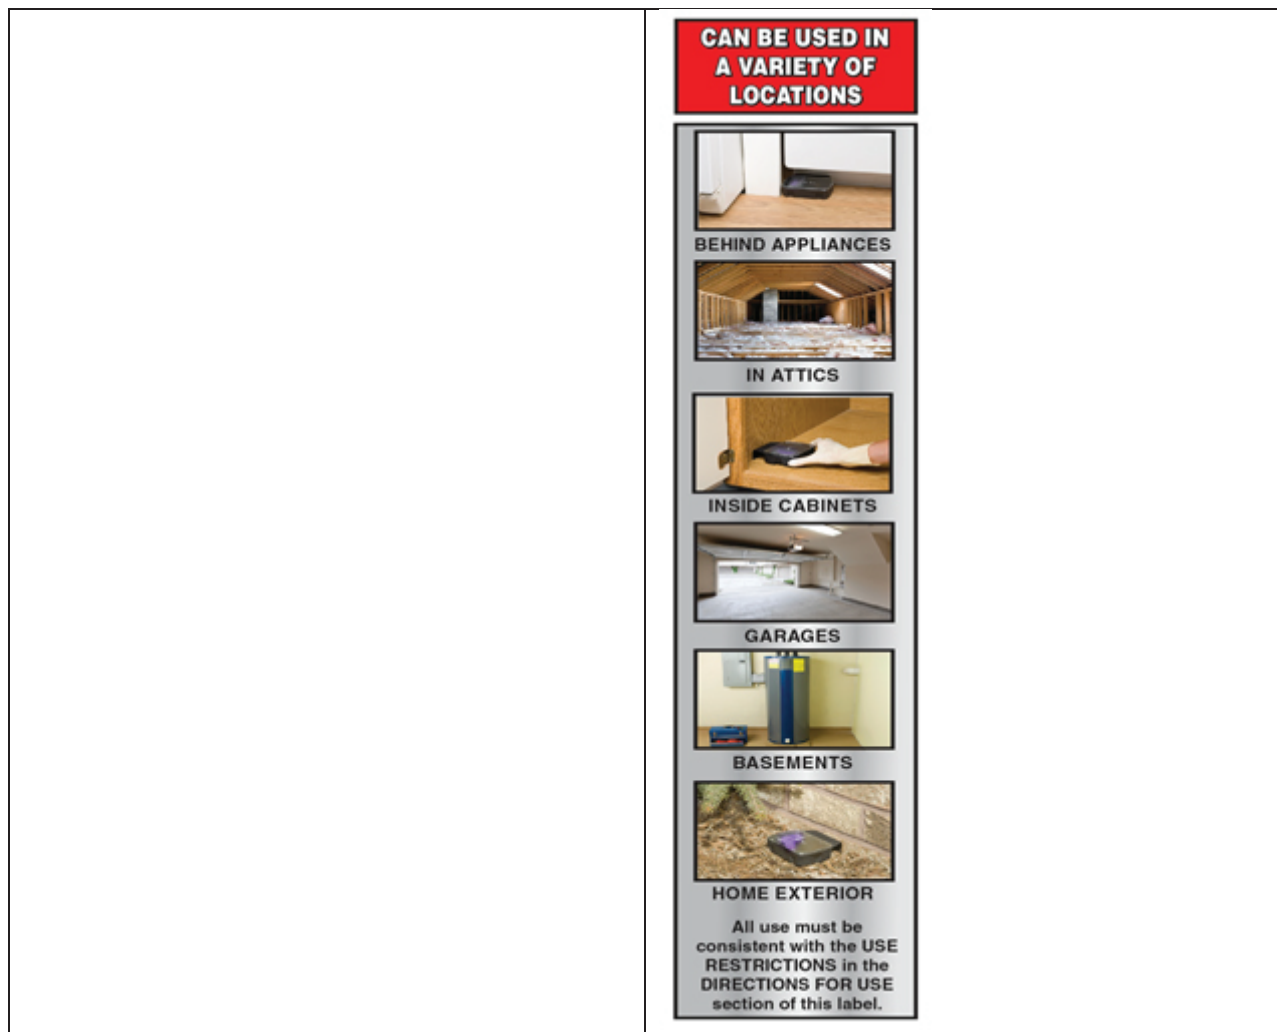 CAN BE USED IN
A VARIETY OF
LOCATIONS
BEHIND APPLIANCES
IN ATTICS
INSIDE CABINETS
GARAGES
BASEMENTS
HOME EXTERIOR
All use must be
consistent with the USE
RESTRICTIONS in the
DIRECTIONS FOR USE
section of this label.